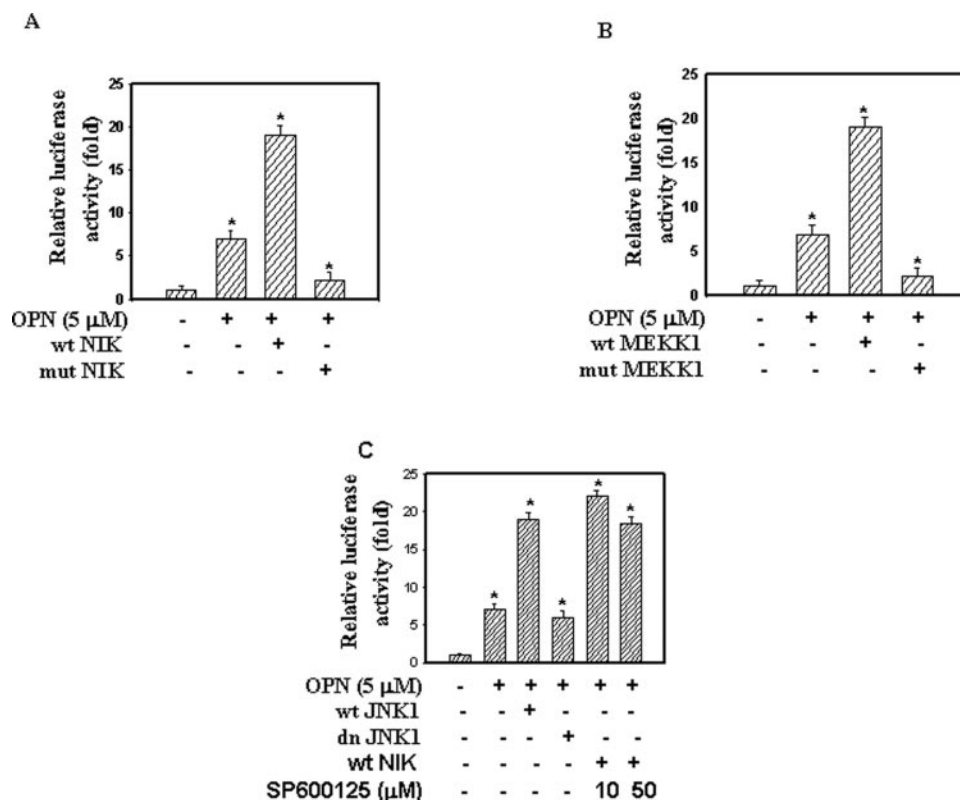 A
Relative luciferase
activity (fold)
25
20
15
10
5
0
OPN (5 µM) - + + +
wt NIK - - + -
mut NIK - - - +
* * *
B
Relative luciferase
activity (fold)
25
20
15
10
5
0
OPN (5 µM) - + + +
wt MEKK1 - - + -
mut MEKK1 - - - +
* * *
C
Relative luciferase
activity (fold)
25
20
15
10
5
0
* * * * *
OPN (5 µM) - + + + + +
wt JNK1 - - + - - -
dn JNK1 - - - + - -
wt NIK - - - - + +
SP600125 (µM) - - - - 10 50